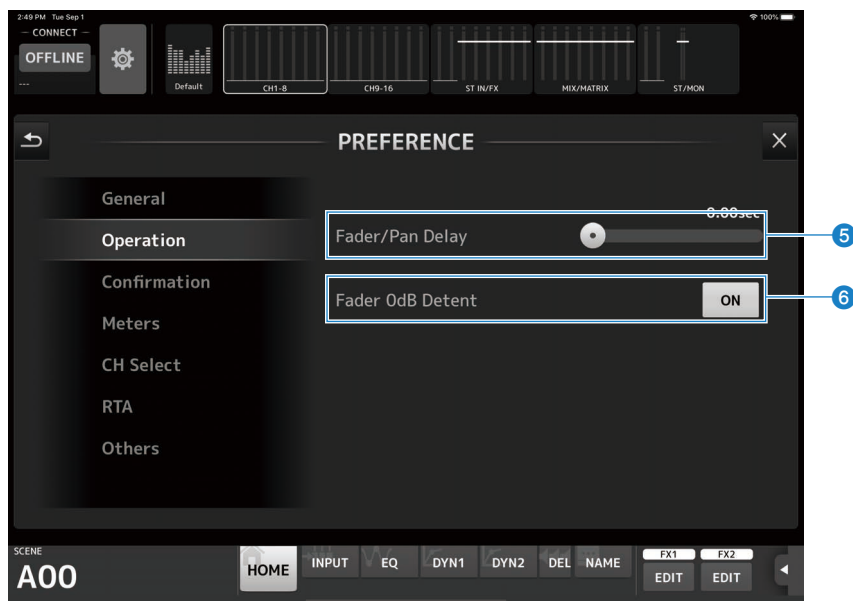 2:49 PM Tue Sep 1
100%
CONNECT
OFFLINE
---
Default
CH1-8
CH9-16
ST IN/FX
MIX/MATRIX
ST/MON
PREFERENCE
General
Operation
Confirmation
Meters
CH Select
RTA
Others
0.00sec
Fader/Pan Delay
5
Fader 0dB Detent
ON
6
SCENE
A00
HOME
INPUT
EQ
DYN1
DYN2
DEL
NAME
FX1
EDIT
FX2
EDIT